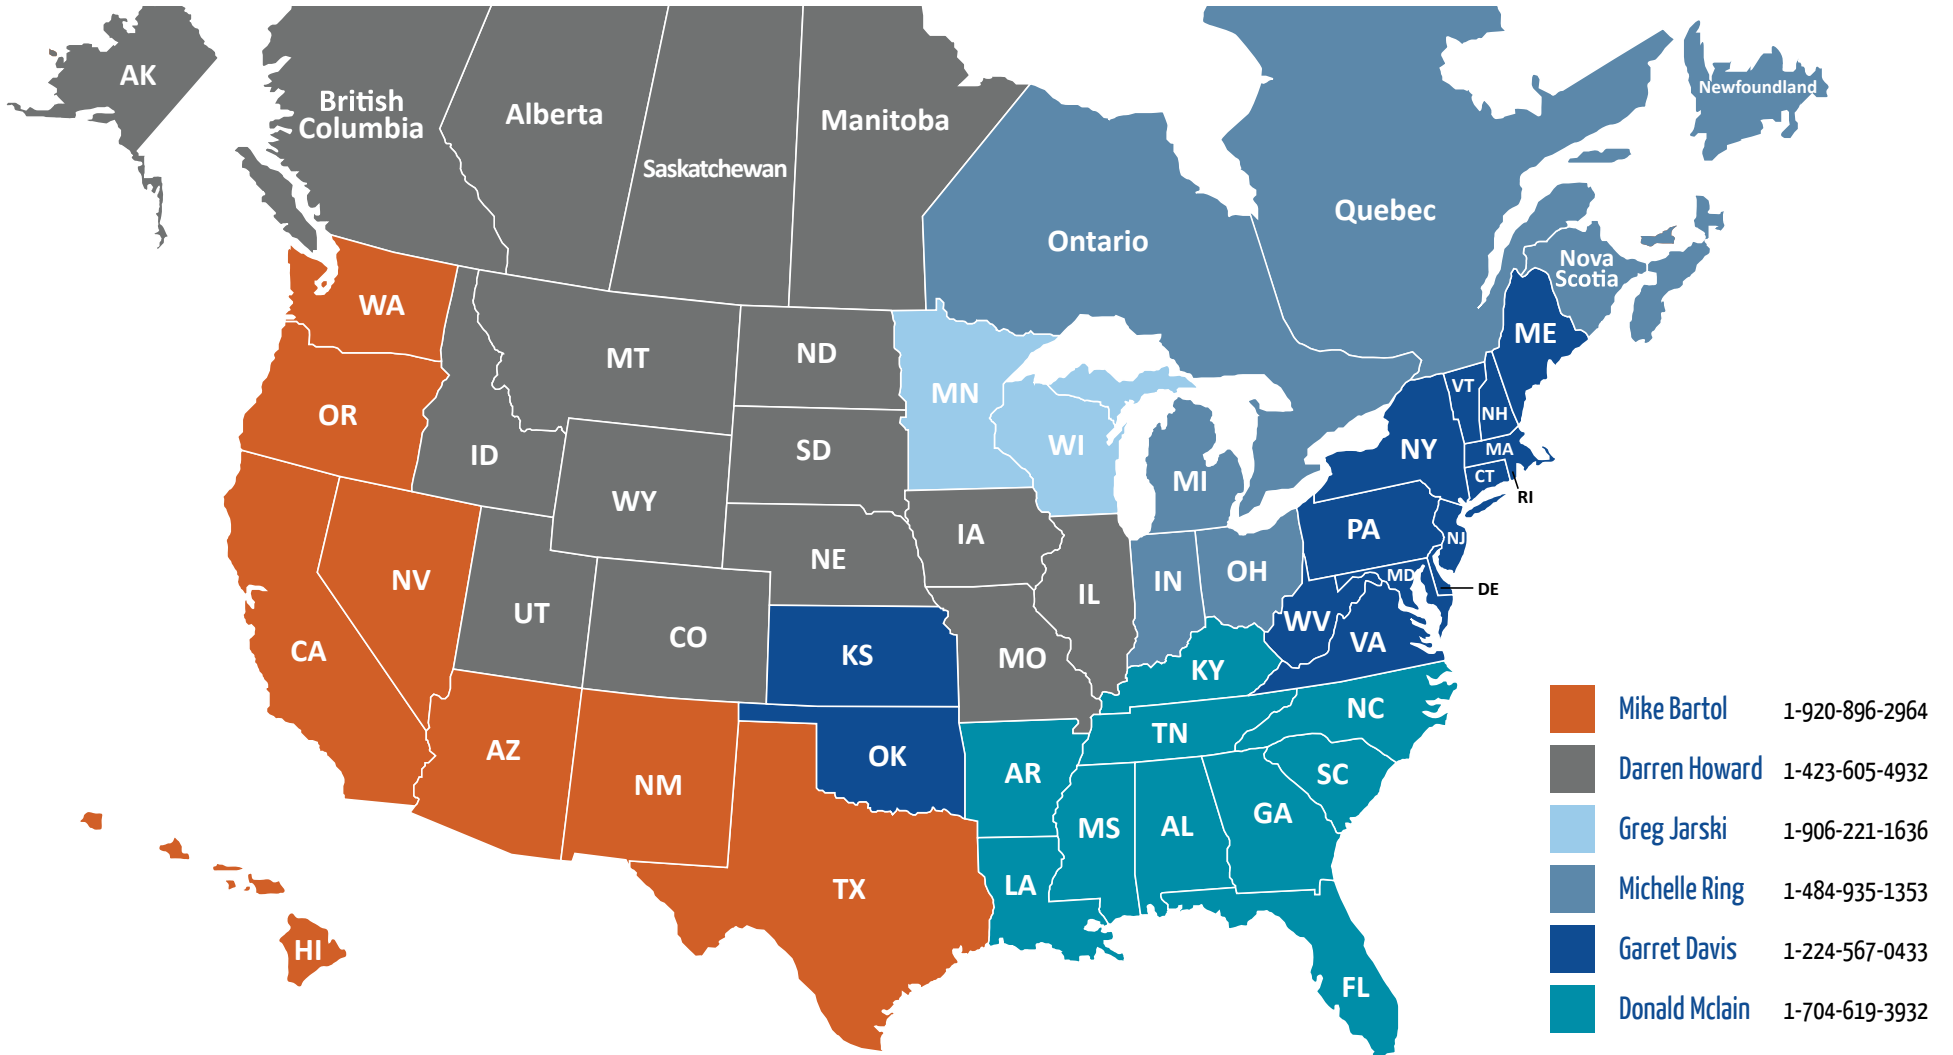 AK
British
Columbia
Alberta
Saskatchewan
Manitoba
Ontario
Quebec
Newfoundland
Nova
Scotia
WA
OR
ID
MT
ND
SD
MN
WI
MI
WY
NE
IA
IL
IN
OH
NY
VT
NH
ME
MA
CT
RI
PA
NJ
MD
DE
WV
VA
CA
NV
UT
CO
KS
MO
KY
NC
TN
AZ
NM
OK
AR
SC
MS
AL
GA
TX
LA
FL
HI
Mike Bartol 1-920-896-2964
Darren Howard 1-423-605-4932
Greg Jarski 1-906-221-1636
Michelle Ring 1-484-935-1353
Garret Davis 1-224-567-0433
Donald Mclain 1-704-619-3932